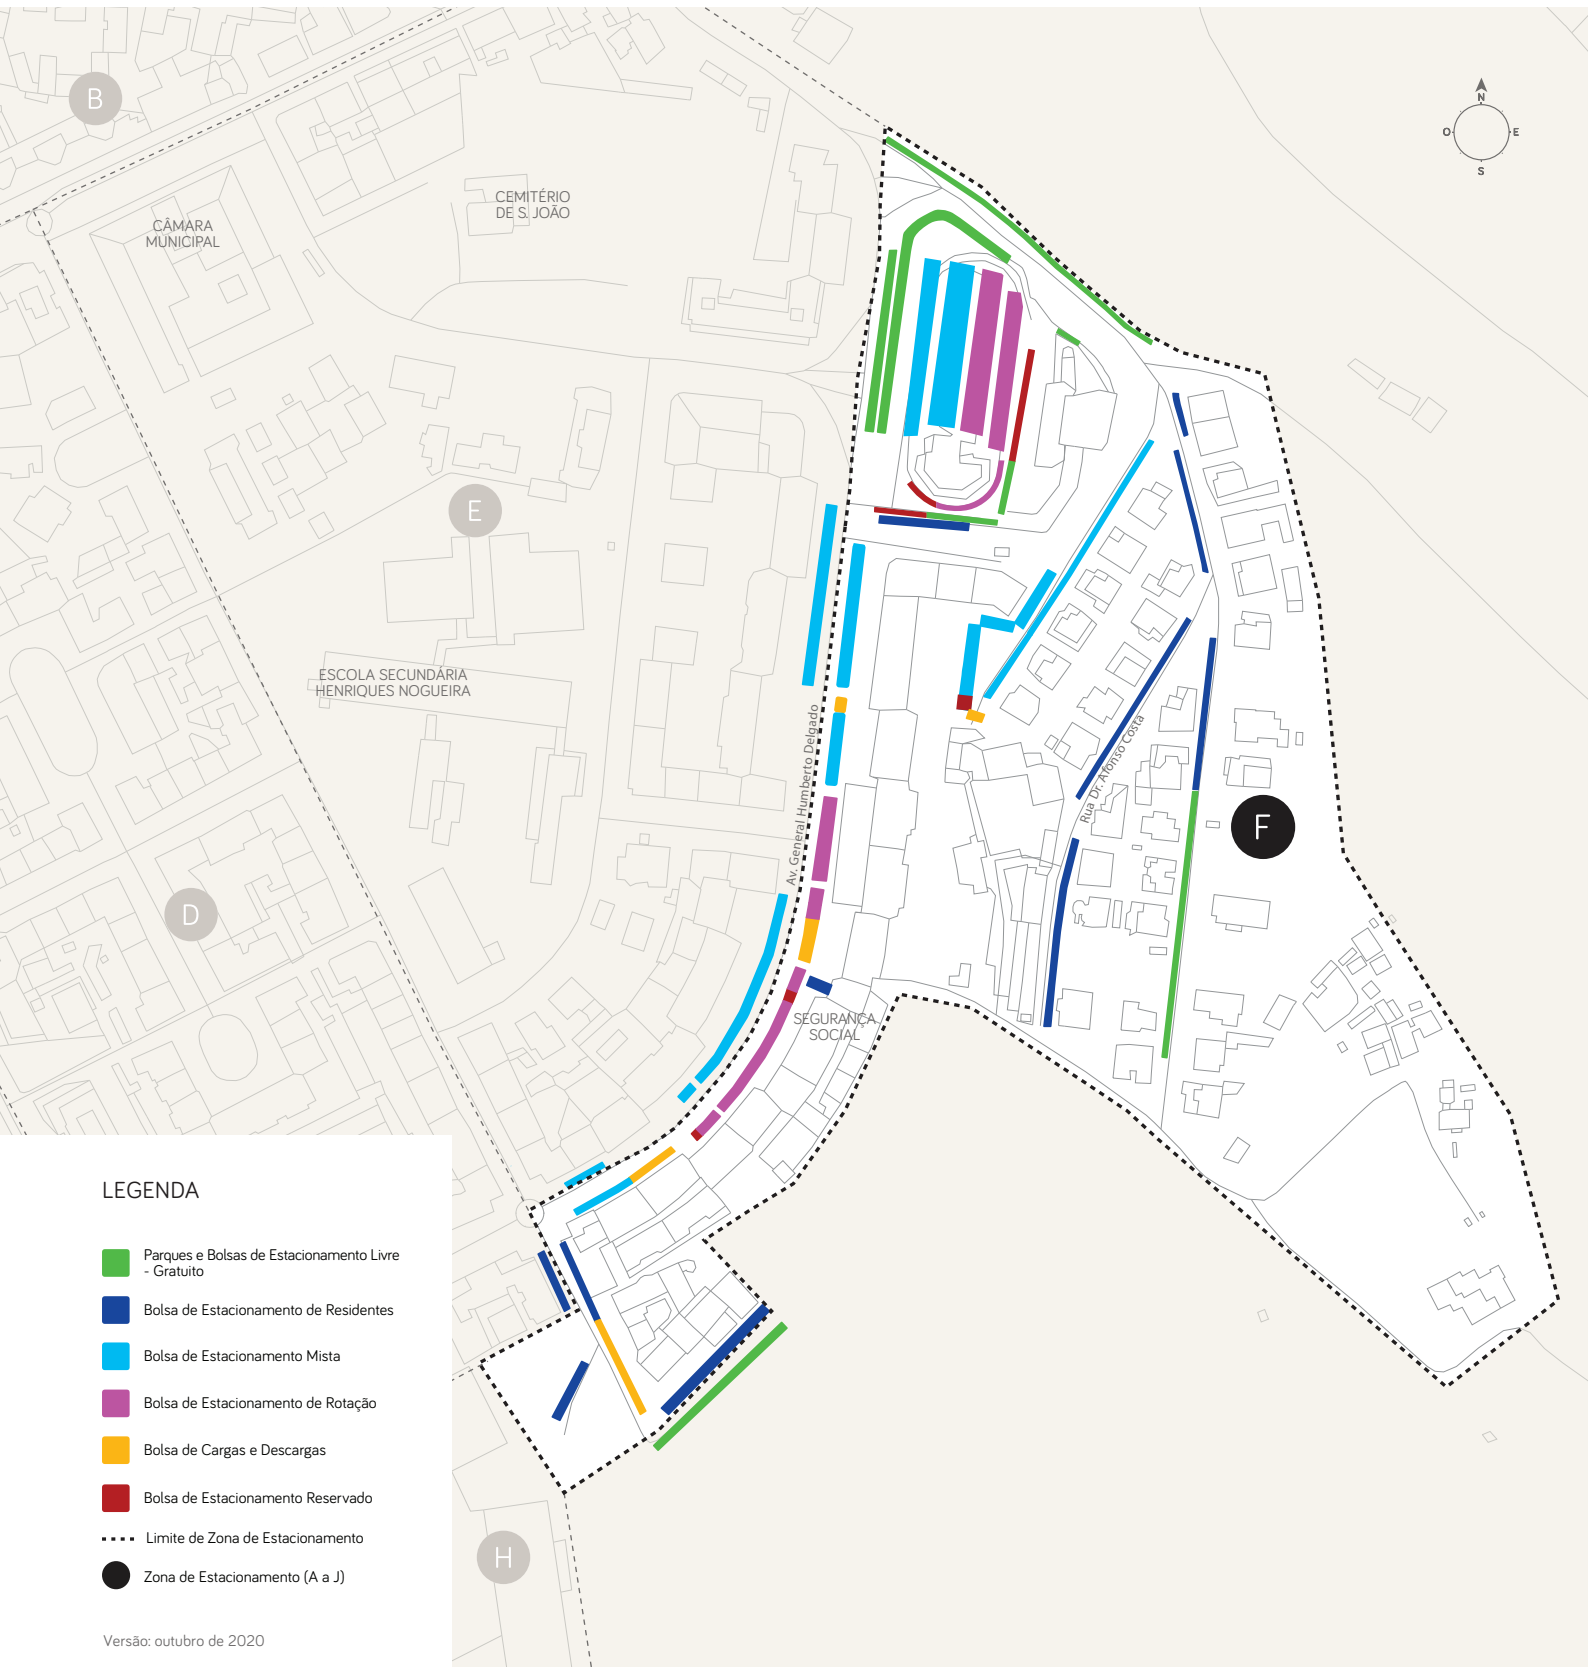 B
N
O
E
S
CEMITÉRIO
DE S. JOÃO
CÂMARA
MUNICIPAL
E
ESCOLA SECUNDÁRIA
HENRIQUES NOGUEIRA
Av. General Humberto Delgado
Rua Dr. Afonso Costa
F
D
SEGURANÇA
SOCIAL
LEGENDA
Parques e Bolsas de Estacionamento Livre
- Gratuito
Bolsa de Estacionamento de Residentes
Bolsa de Estacionamento Mista
Bolsa de Estacionamento de Rotação
Bolsa de Cargas e Descargas
Bolsa de Estacionamento Reservado
Limite de Zona de Estacionamento
Zona de Estacionamento (A a J)
Versão: outubro de 2020
H